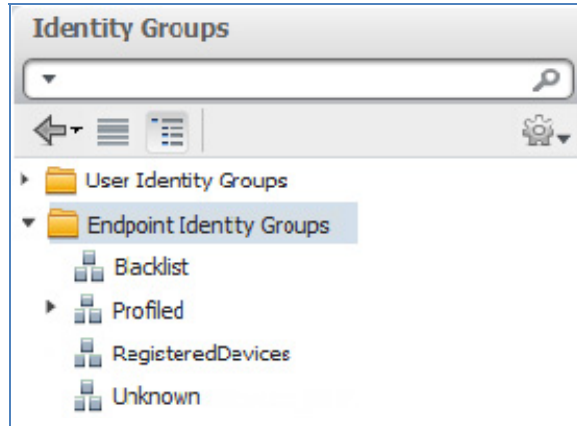 Identity Groups
User Identity Groups
Endpoint Identty Groups
Backlist
Profiled
RegisteredDevices
Unknown